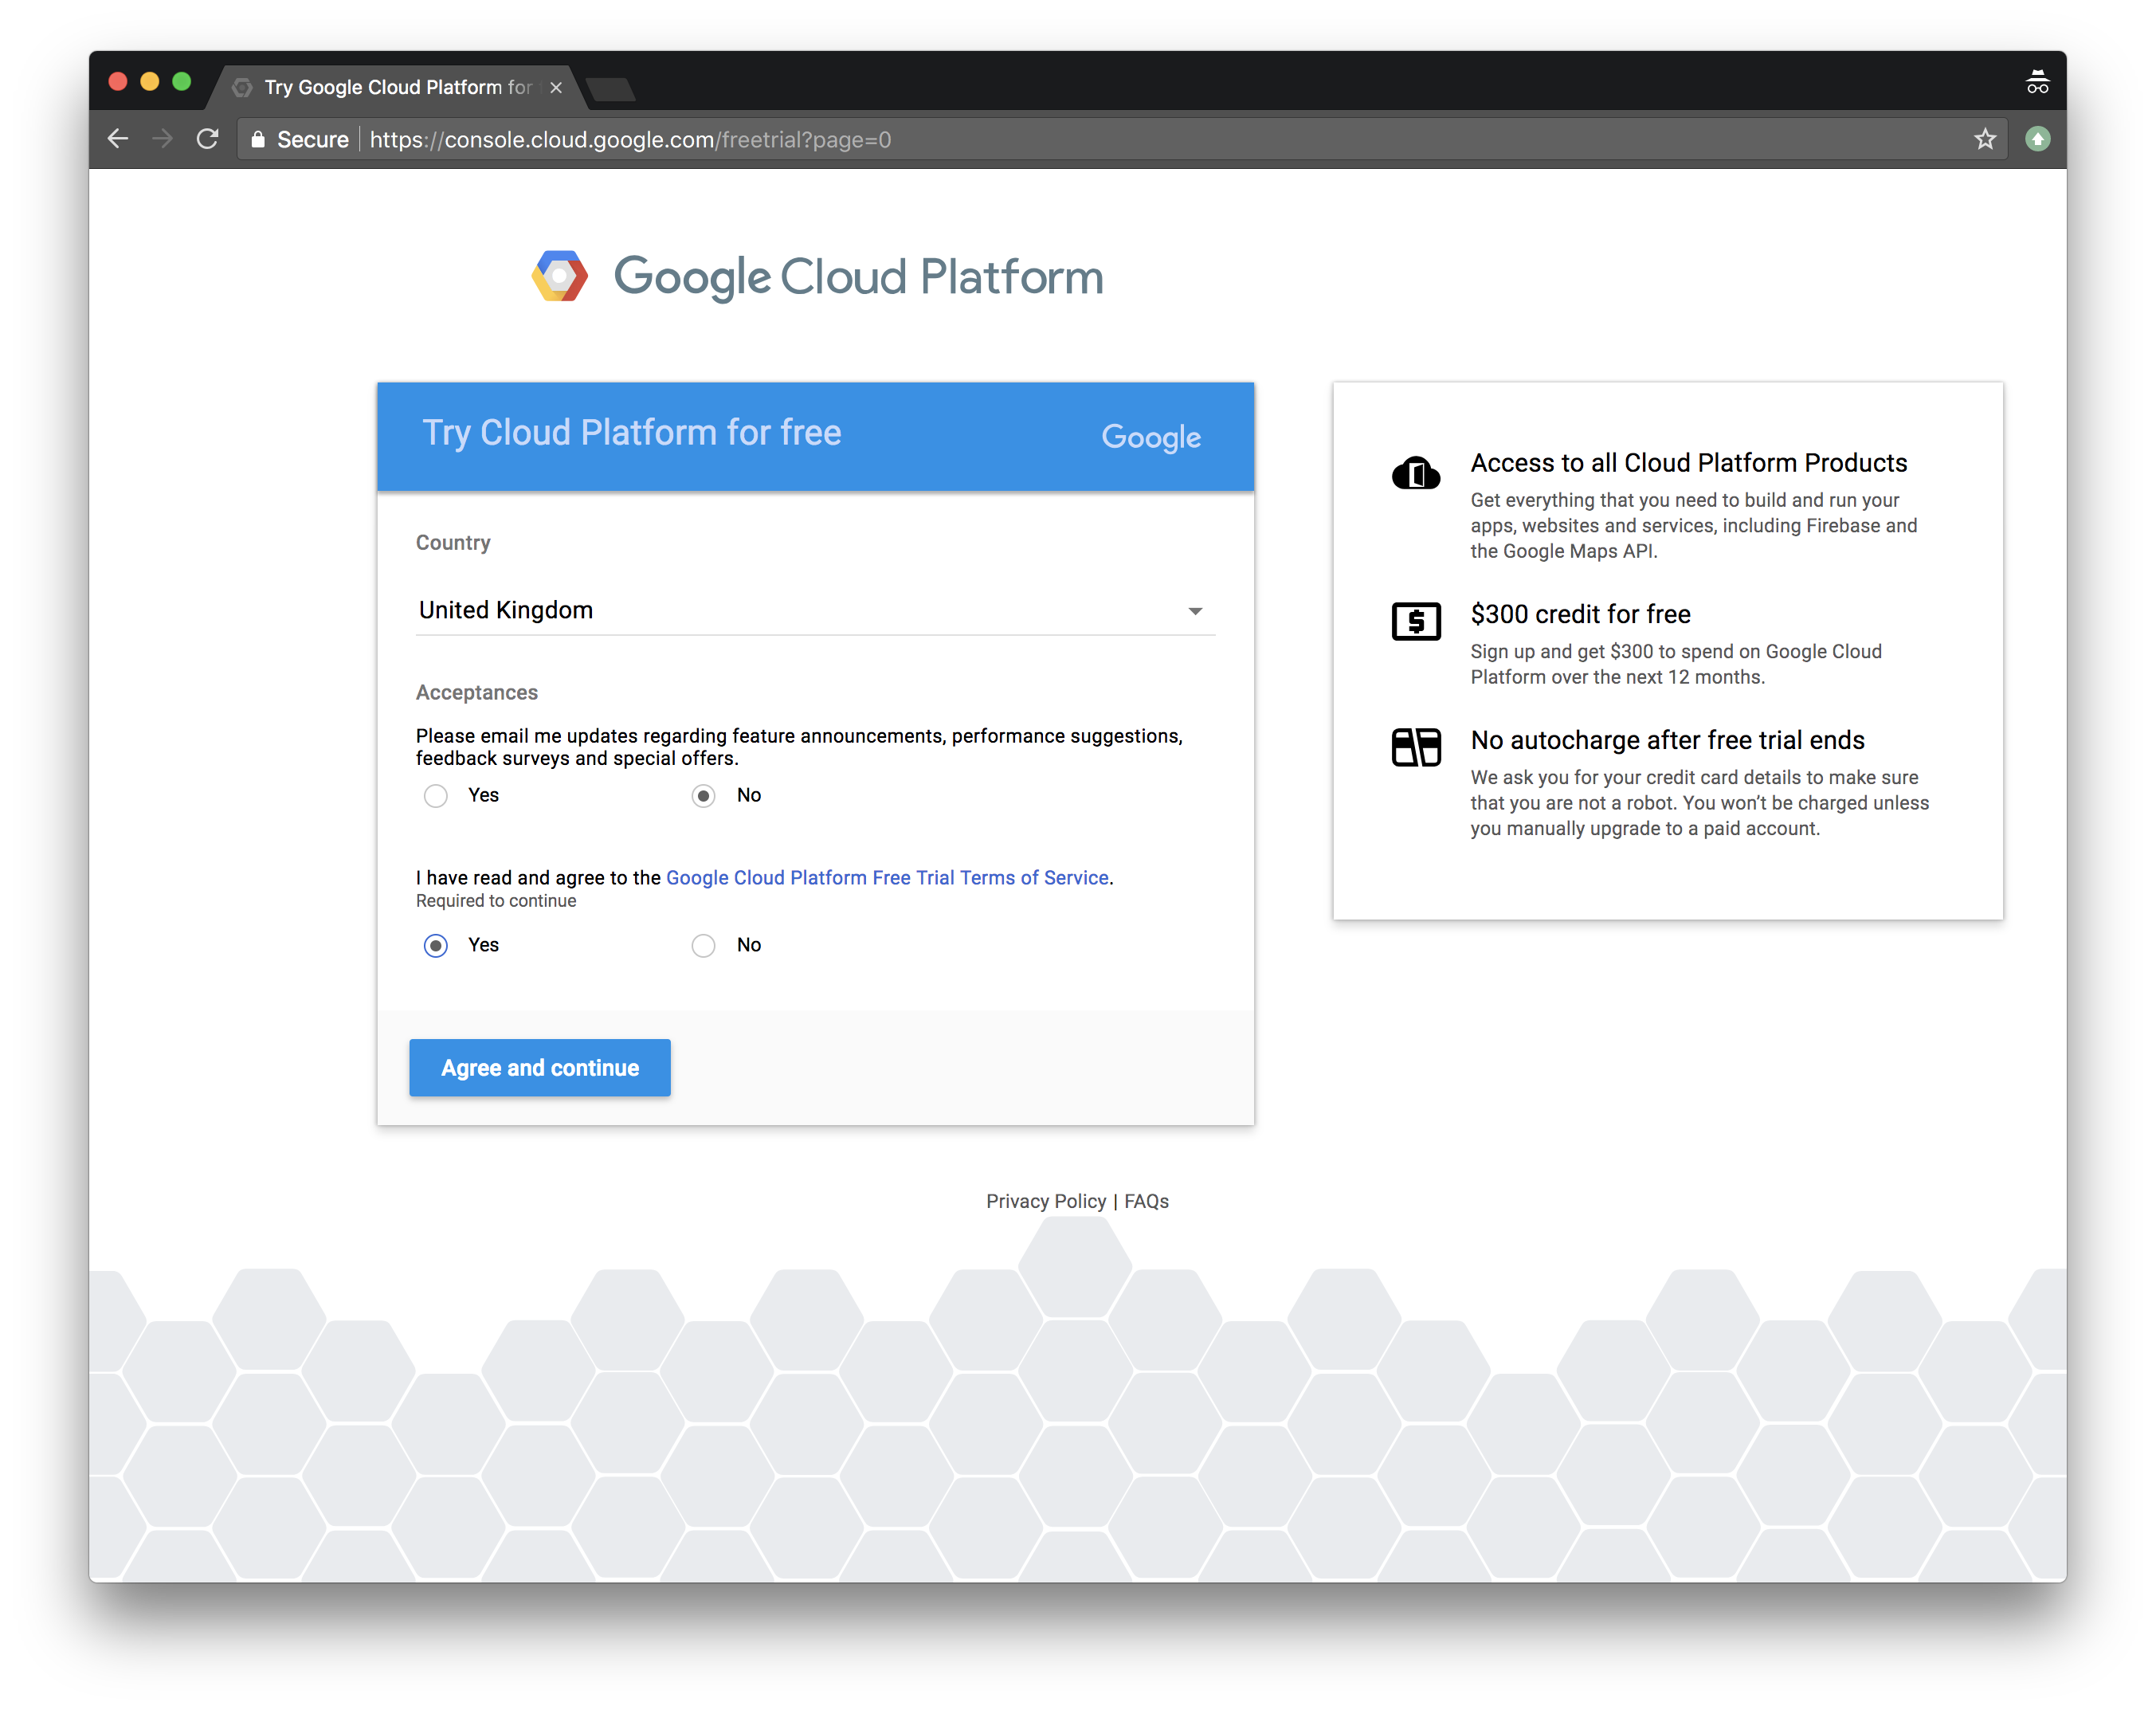 Try Google Cloud Platform for
Secure
https://console.cloud.google.com/freetrial?page=0
Google Cloud Platform
Try Cloud Platform for free
Google
Country
United Kingdom
Acceptances
Please email me updates regarding feature announcements, performance suggestions,
feedback surveys and special offers.
Yes
No
I have read and agree to the Google Cloud Platform Free Trial Terms of Service.
Required to continue
Yes
No
Agree and continue
Access to all Cloud Platform Products
Get everything that you need to build and run your
apps, websites and services, including Firebase and
the Google Maps API.
$300 credit for free
Sign up and get $300 to spend on Google Cloud
Platform over the next 12 months.
No autocharge after free trial ends
We ask you for your credit card details to make sure
that you are not a robot. You won’t be charged unless
you manually upgrade to a paid account.
Privacy Policy | FAQs